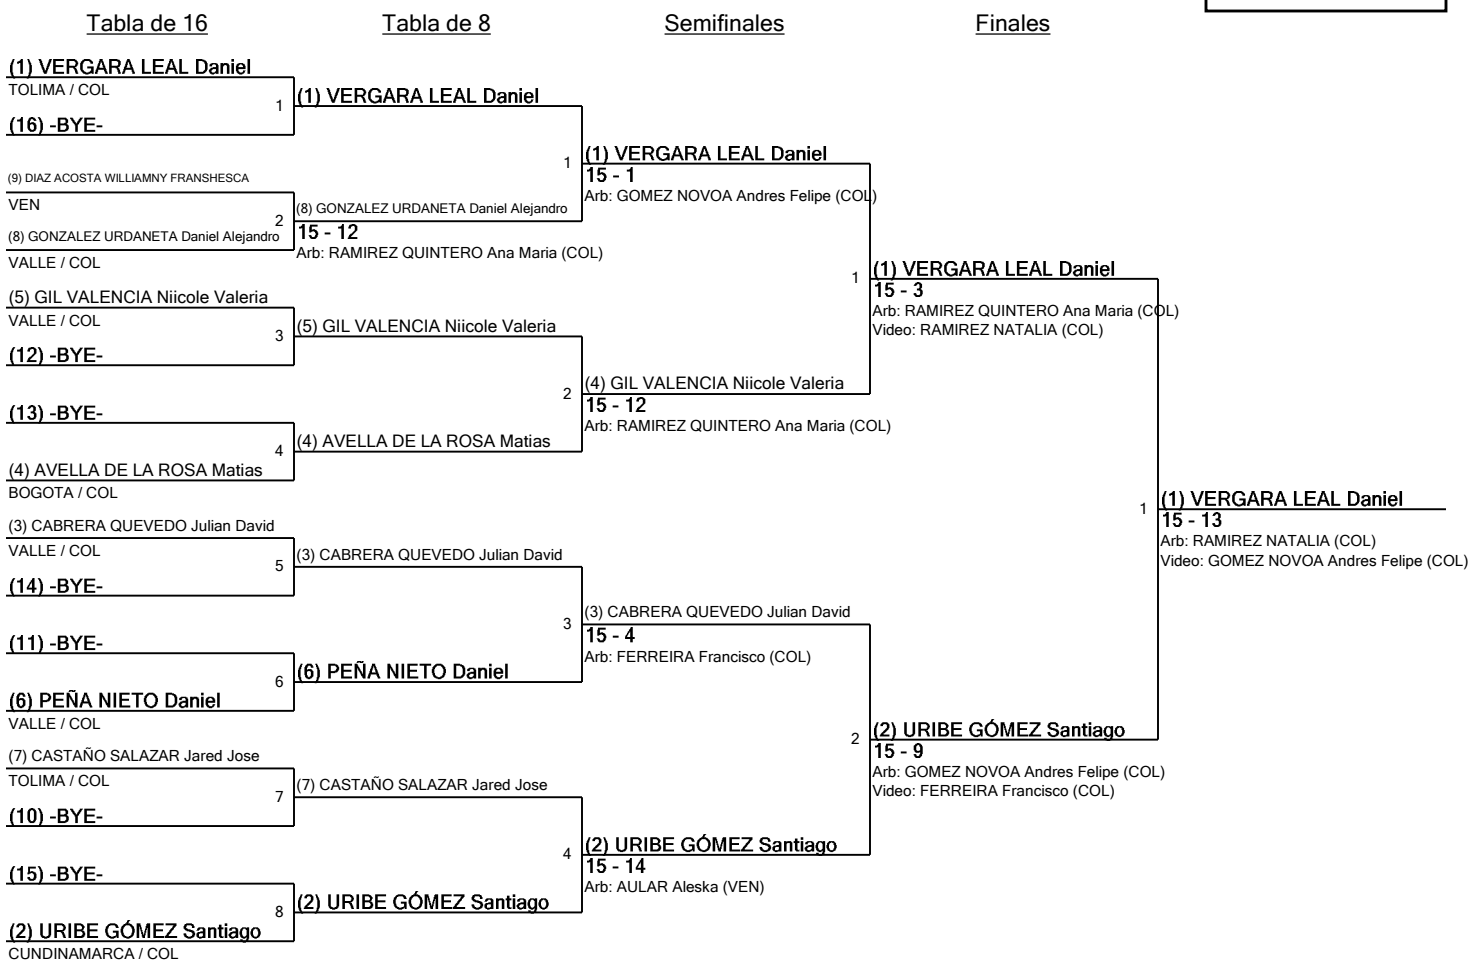 Tabla de 16
Tabla de 8
Semifinales
Finales
(1) VERGARA LEAL Daniel
TOLIMA / COL
1
(16) -BYE-
(9) DIAZ ACOSTA WILLIAMNY FRANSHESCA
VEN
2
(8) GONZALEZ URDANETA Daniel Alejandro
VALLE / COL
(5) GIL VALENCIA Niicole Valeria
VALLE / COL
3
(12) -BYE-
(13) -BYE-
4
(4) AVELLA DE LA ROSA Matias
BOGOTA / COL
(3) CABRERA QUEVEDO Julian David
VALLE / COL
5
(14) -BYE-
(11) -BYE-
6
(6) PEÑA NIETO Daniel
VALLE / COL
(7) CASTAÑO SALAZAR Jared Jose
TOLIMA / COL
7
(10) -BYE-
(15) -BYE-
8
(2) URIBE GÓMEZ Santiago
CUNDINAMARCA / COL
(1) VERGARA LEAL Daniel
1
(8) GONZALEZ URDANETA Daniel Alejandro
15 - 12
Arb: RAMIREZ QUINTERO Ana Maria (COL)
(5) GIL VALENCIA Niicole Valeria
2
(4) AVELLA DE LA ROSA Matias
(3) CABRERA QUEVEDO Julian David
3
(6) PEÑA NIETO Daniel
(7) CASTAÑO SALAZAR Jared Jose
4
(2) URIBE GÓMEZ Santiago
(1) VERGARA LEAL Daniel
15 - 1
Arb: GOMEZ NOVOA Andres Felipe (COL)
1
(4) GIL VALENCIA Niicole Valeria
15 - 12
Arb: RAMIREZ QUINTERO Ana Maria (COL)
(3) CABRERA QUEVEDO Julian David
15 - 4
Arb: FERREIRA Francisco (COL)
2
(2) URIBE GÓMEZ Santiago
15 - 14
Arb: AULAR Aleska (VEN)
(1) VERGARA LEAL Daniel
15 - 3
Arb: RAMIREZ QUINTERO Ana Maria (COL)
Video: RAMIREZ NATALIA (COL)
1
(2) URIBE GÓMEZ Santiago
15 - 9
Arb: GOMEZ NOVOA Andres Felipe (COL)
Video: FERREIRA Francisco (COL)
(1) VERGARA LEAL Daniel
15 - 13
Arb: RAMIREZ NATALIA (COL)
Video: GOMEZ NOVOA Andres Felipe (COL)